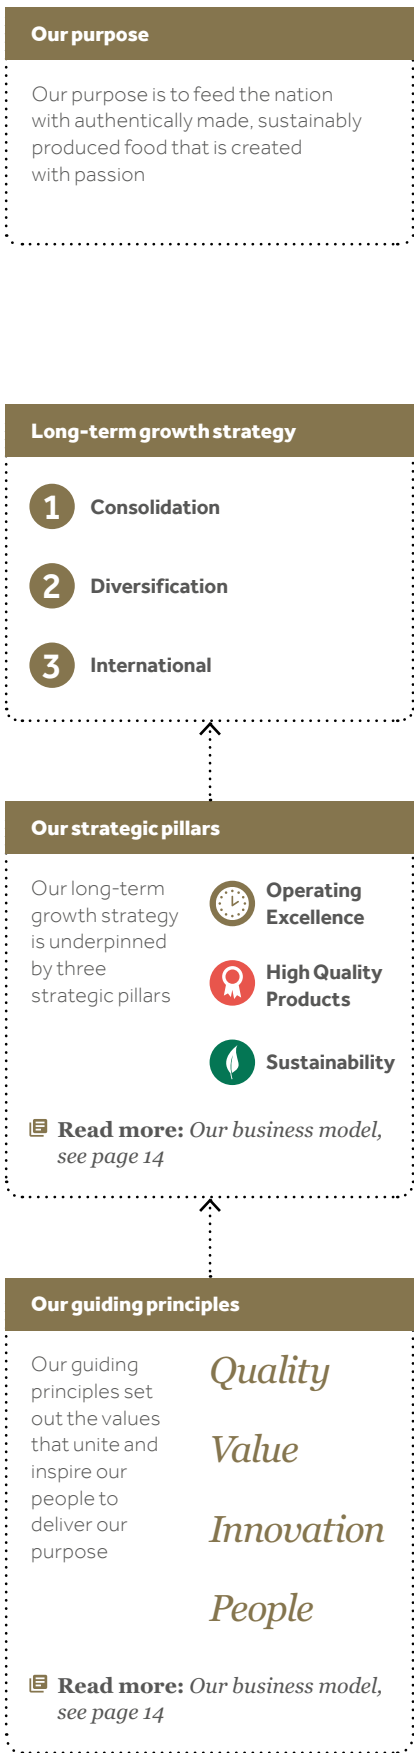 Our purpose
Our purpose is to feed the nation
with authentically made, sustainably
produced food that is created
with passion
Long-term growth strategy
1 Consolidation
2 Diversification
3 International
Our strategic pillars
Our long-term
growth strategy
is underpinned
by three
strategic pillars
Operating
Excellence
High Quality
Products
Sustainability
Read more: Our business model,
see page 14
Our guiding principles
Our guiding
principles set
out the values
that unite and
inspire our
people to
deliver our
purpose
Quality
Value
Innovation
People
Read more: Our business model,
see page 14